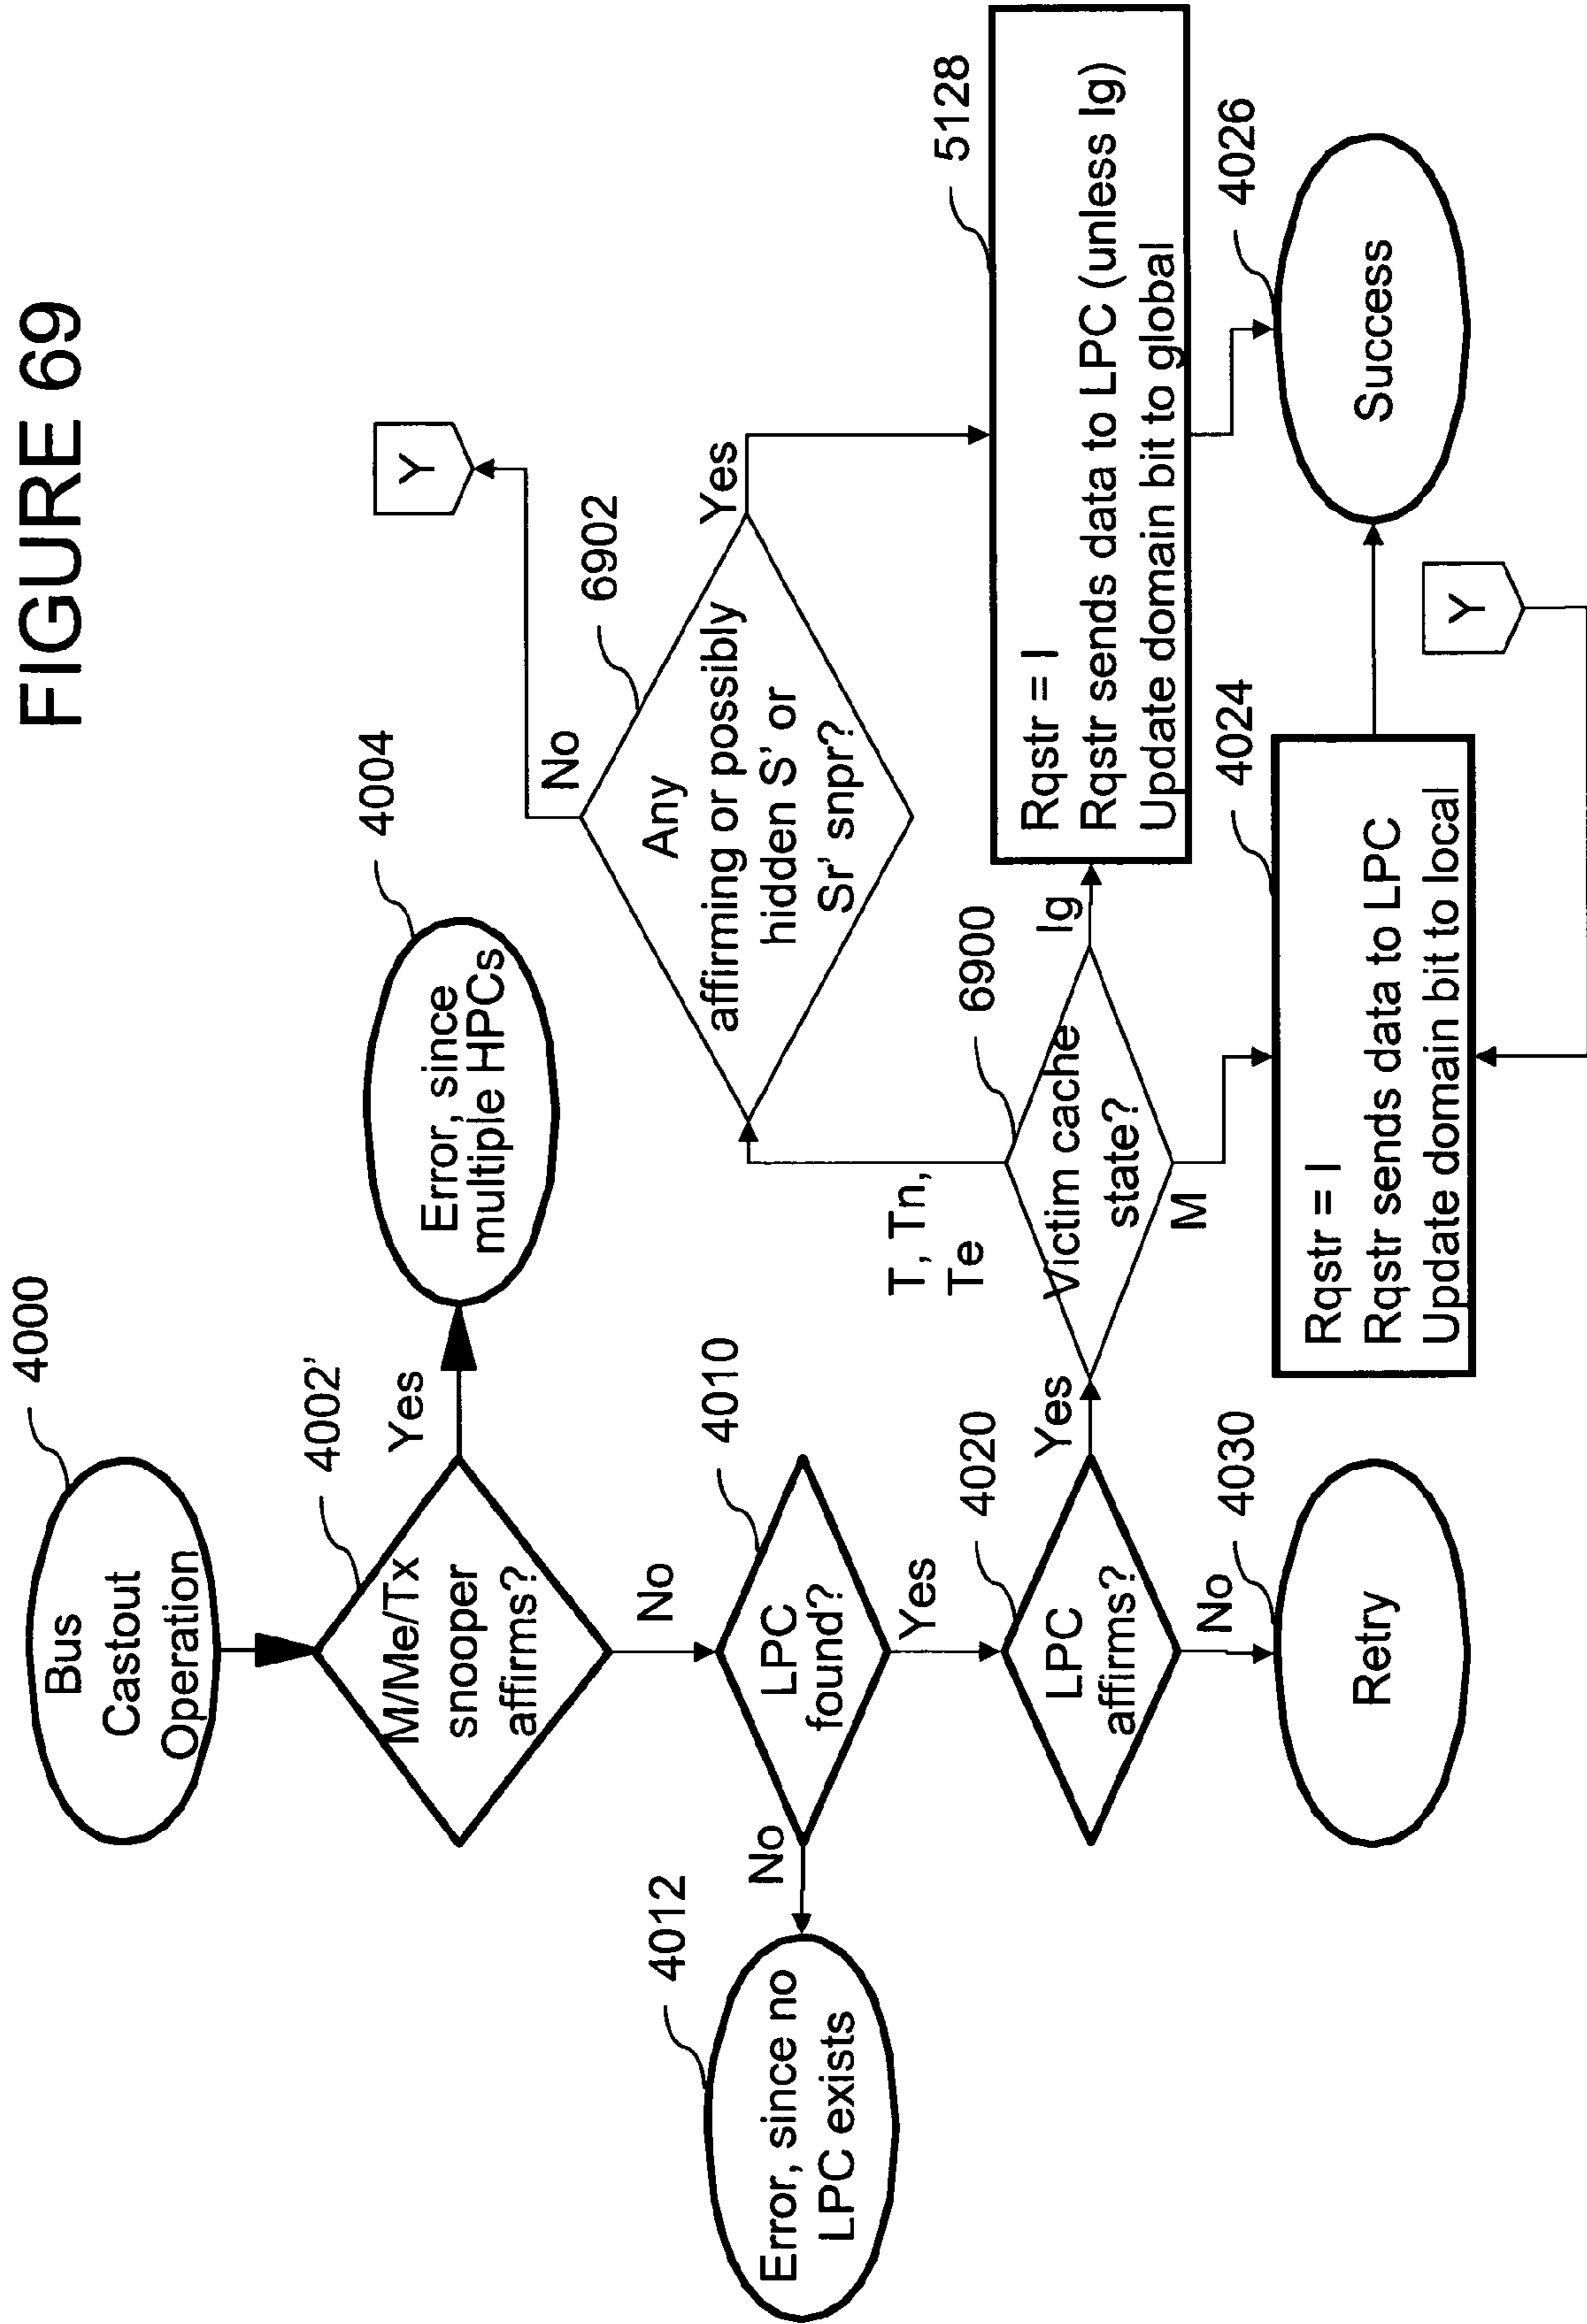 FIGURE 69
4000
Bus
Castout
Operation
4002'
M/Me/Tx
snooper
affirms?
Yes
4004
Error, since
multiple HPCs
No
4010
LPC
found?
No
4012
Error, since no
LPC exists
Yes
4020
LPC
affirms?
No
4030
Retry
Yes
6900
Victim cache
state?
T, Tn,
Te
Ig
M
6902
Any
affirming or possibly
hidden S' or
Sr' snpr?
No
Y
Yes
5128
Rqstr = I
Rqstr sends data to LPC (unless Ig)
Update domain bit to global
4024
Rqstr = I
Rqstr sends data to LPC
Update domain bit to local
Y
4026
Success